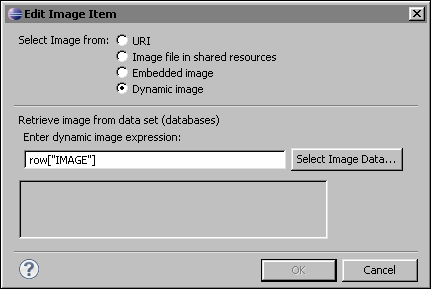 Edit Image Item
Select Image from:
URI
Image file in shared resources
Embedded image
Dynamic image
Retrieve image from data set (databases)
Enter dynamic image expression:
row["IMAGE"]
Select Image Data...
?
OK
Cancel